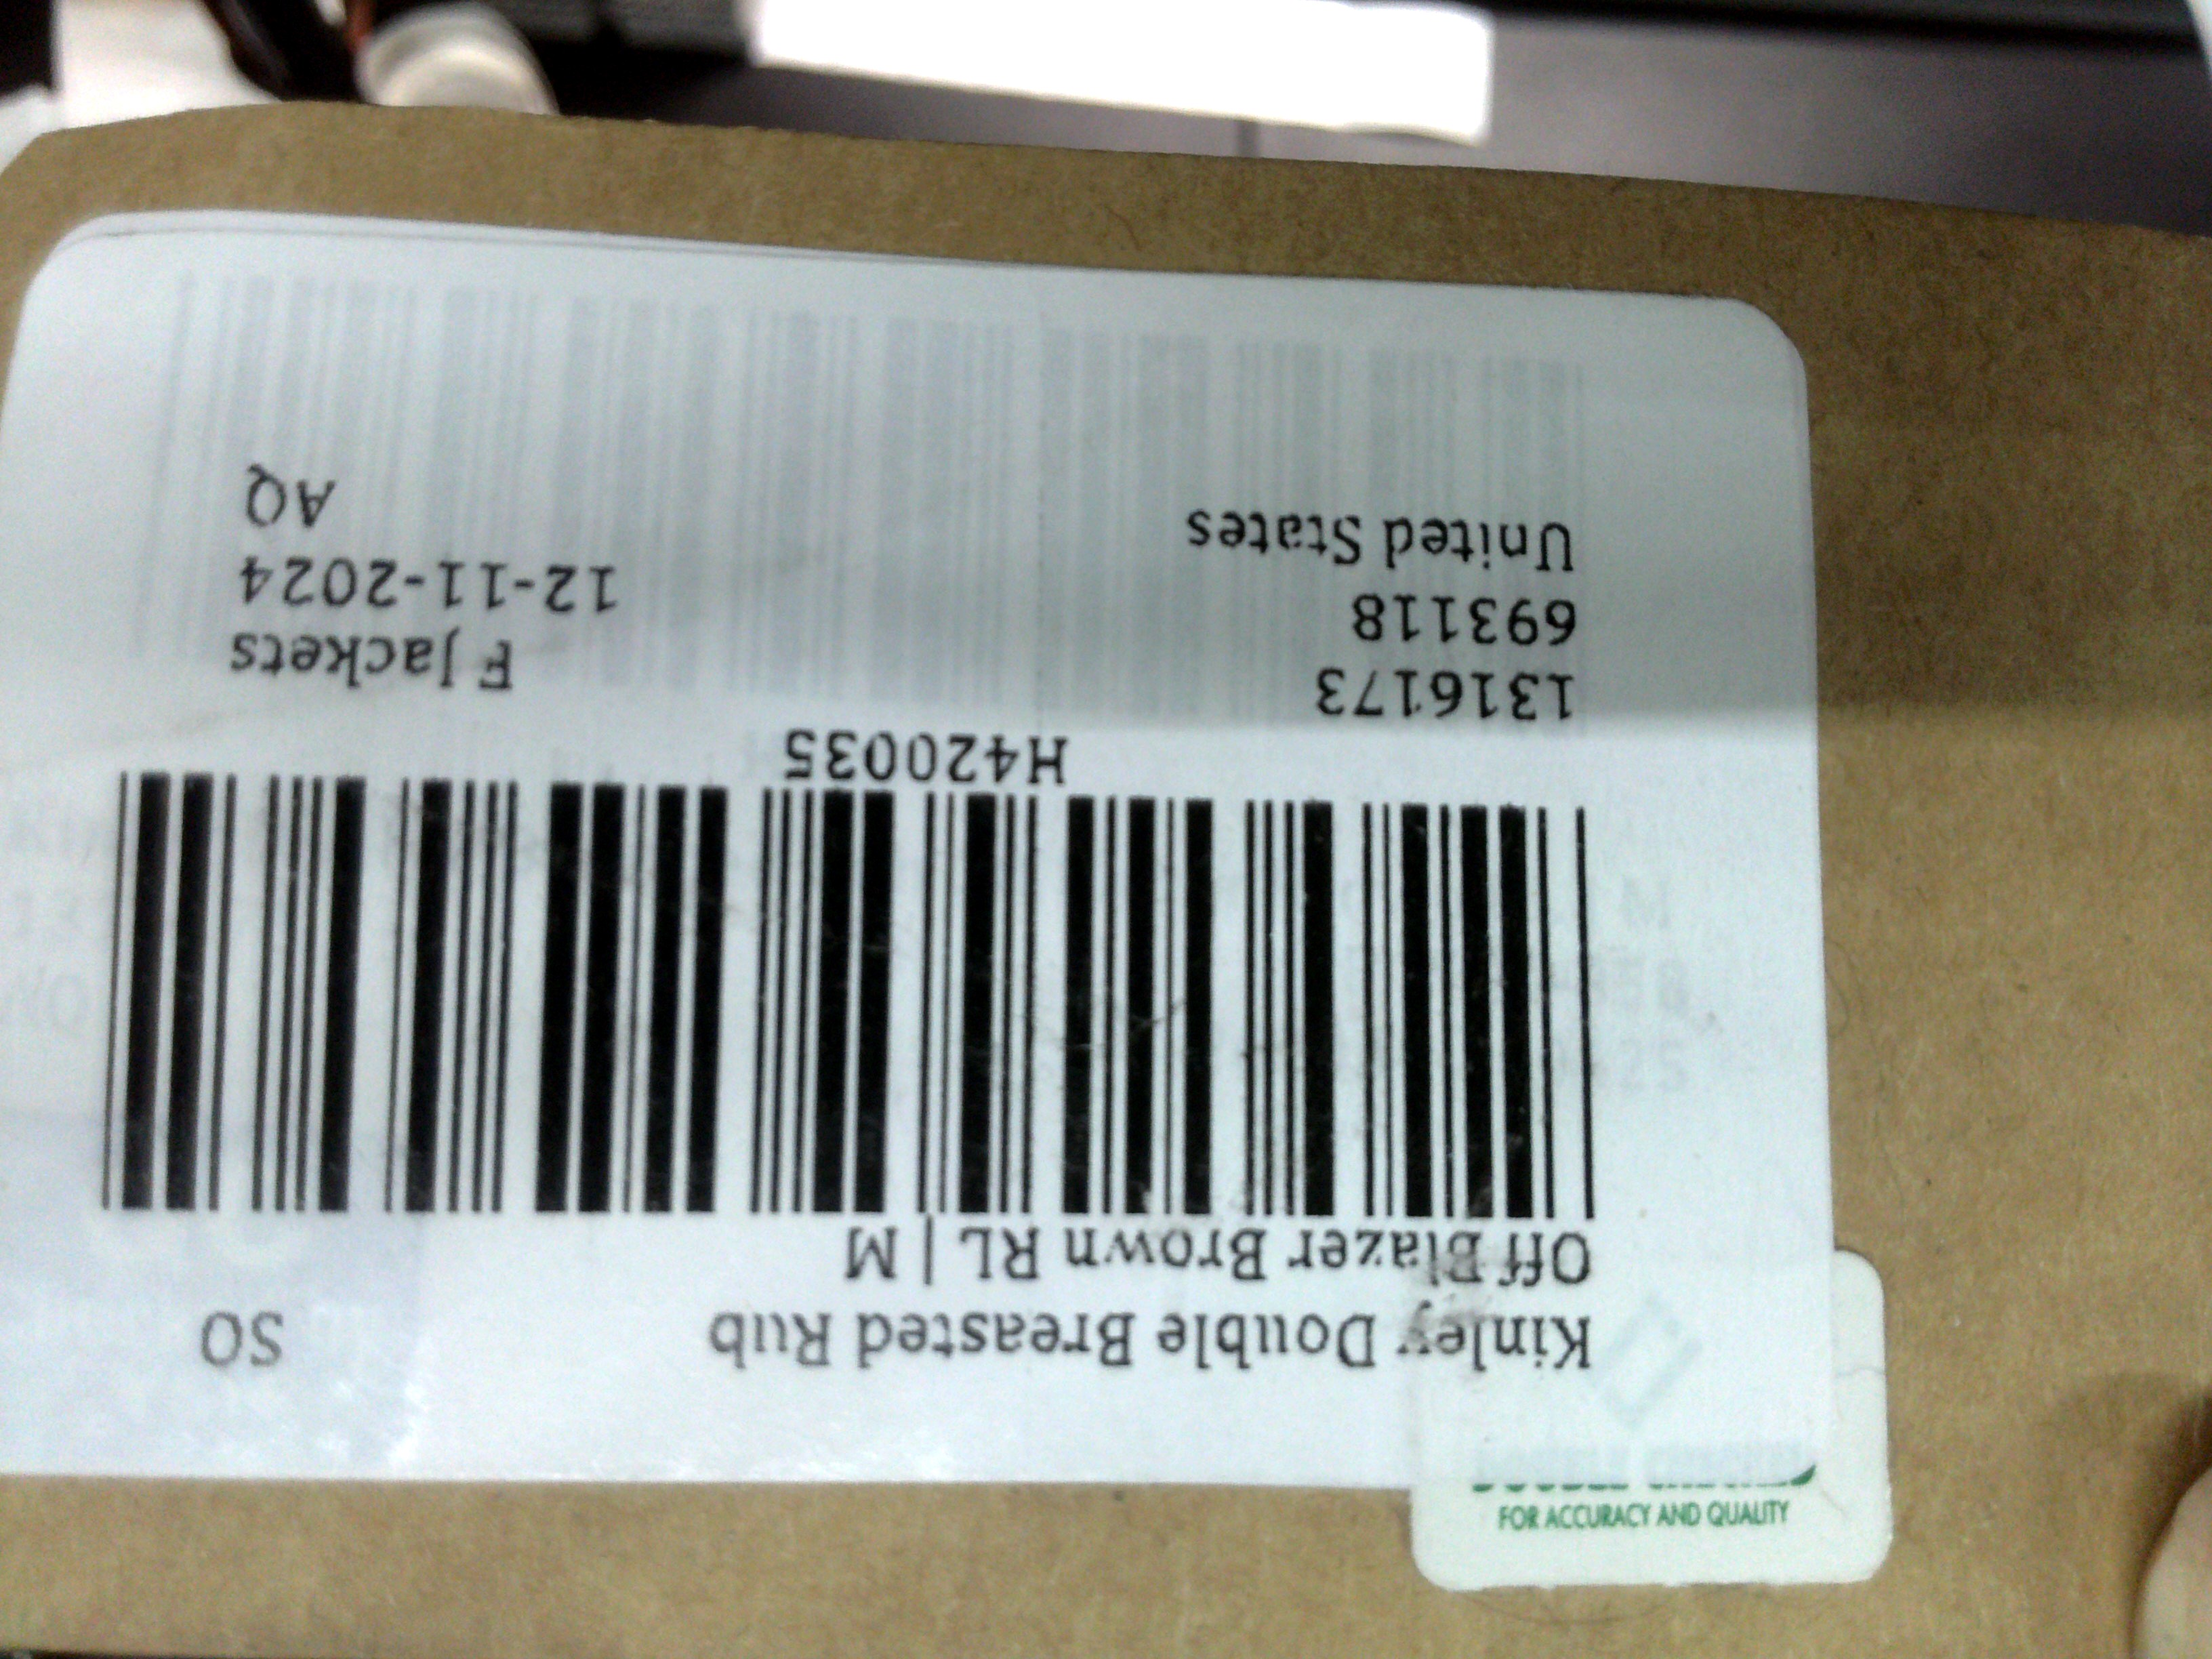 Kinley Double Breasted Rub SO
Off Blazer Brown RL | M
H420035
1316173 F Jackets
693118 12-11-2024
United States AQ
FOR ACCURACY AND QUALITY